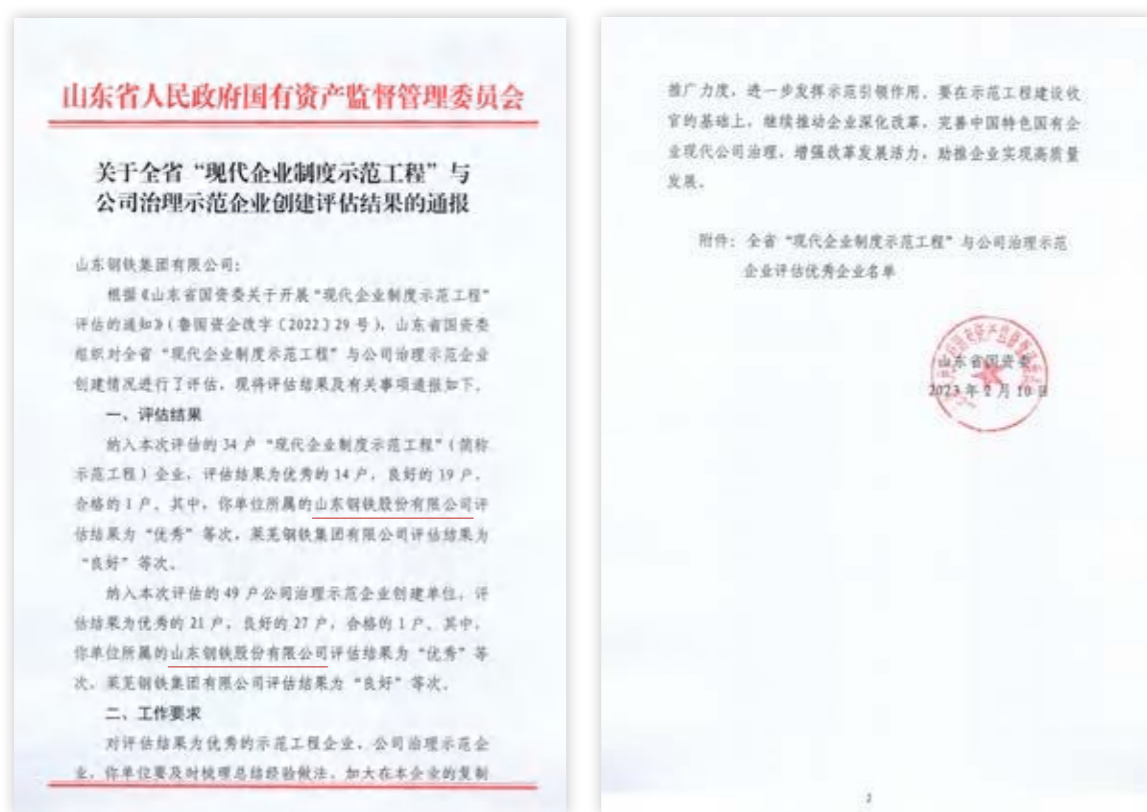 山东省人民政府国有资产监督管理委员会
关于全省“现代企业制度示范工程”与
公司治理示范企业创建评估结果的通报
山东钢铁集团有限公司：
根据《山东省国资委关于开展“现代企业制度示范工程”
评估的通知》（鲁国资企改字〔2022〕29号），山东省国资委
组织对全省“现代企业制度示范工程”与公司治理示范企业
创建情况进行了评估，现将评估结果及有关事项通报如下。
一、评估结果
纳入本次评估的34户“现代企业制度示范工程”（简称
示范工程）企业，评估结果为优秀的14户，良好的19户，
合格的1户。其中，你单位所属的山东钢铁股份有限公司评
估结果为“优秀”等次，莱芜钢铁集团有限公司评估结果为
“良好”等次。
纳入本次评估的49户公司治理示范企业创建单位，评
估结果为优秀的21户，良好的27户，合格的1户。其中，
你单位所属的山东钢铁股份有限公司评估结果为“优秀”等
次，莱芜钢铁集团有限公司评估结果为“良好”等次。
二、工作要求
对评估结果为优秀的示范工程企业、公司治理示范企
业，你单位要及时梳理总结经验做法，加大在本企业的复制
推广力度，进一步发挥示范引领作用。要在示范工程建设收
官的基础上，继续推动企业深化改革，完善中国特色国有企
业现代公司治理，增强改革发展活力，助推企业实现高质量
发展。
附件：全省“现代企业制度示范工程”与公司治理示范
企业评估优秀企业名单
山东省国资委
2023年2月10日
2